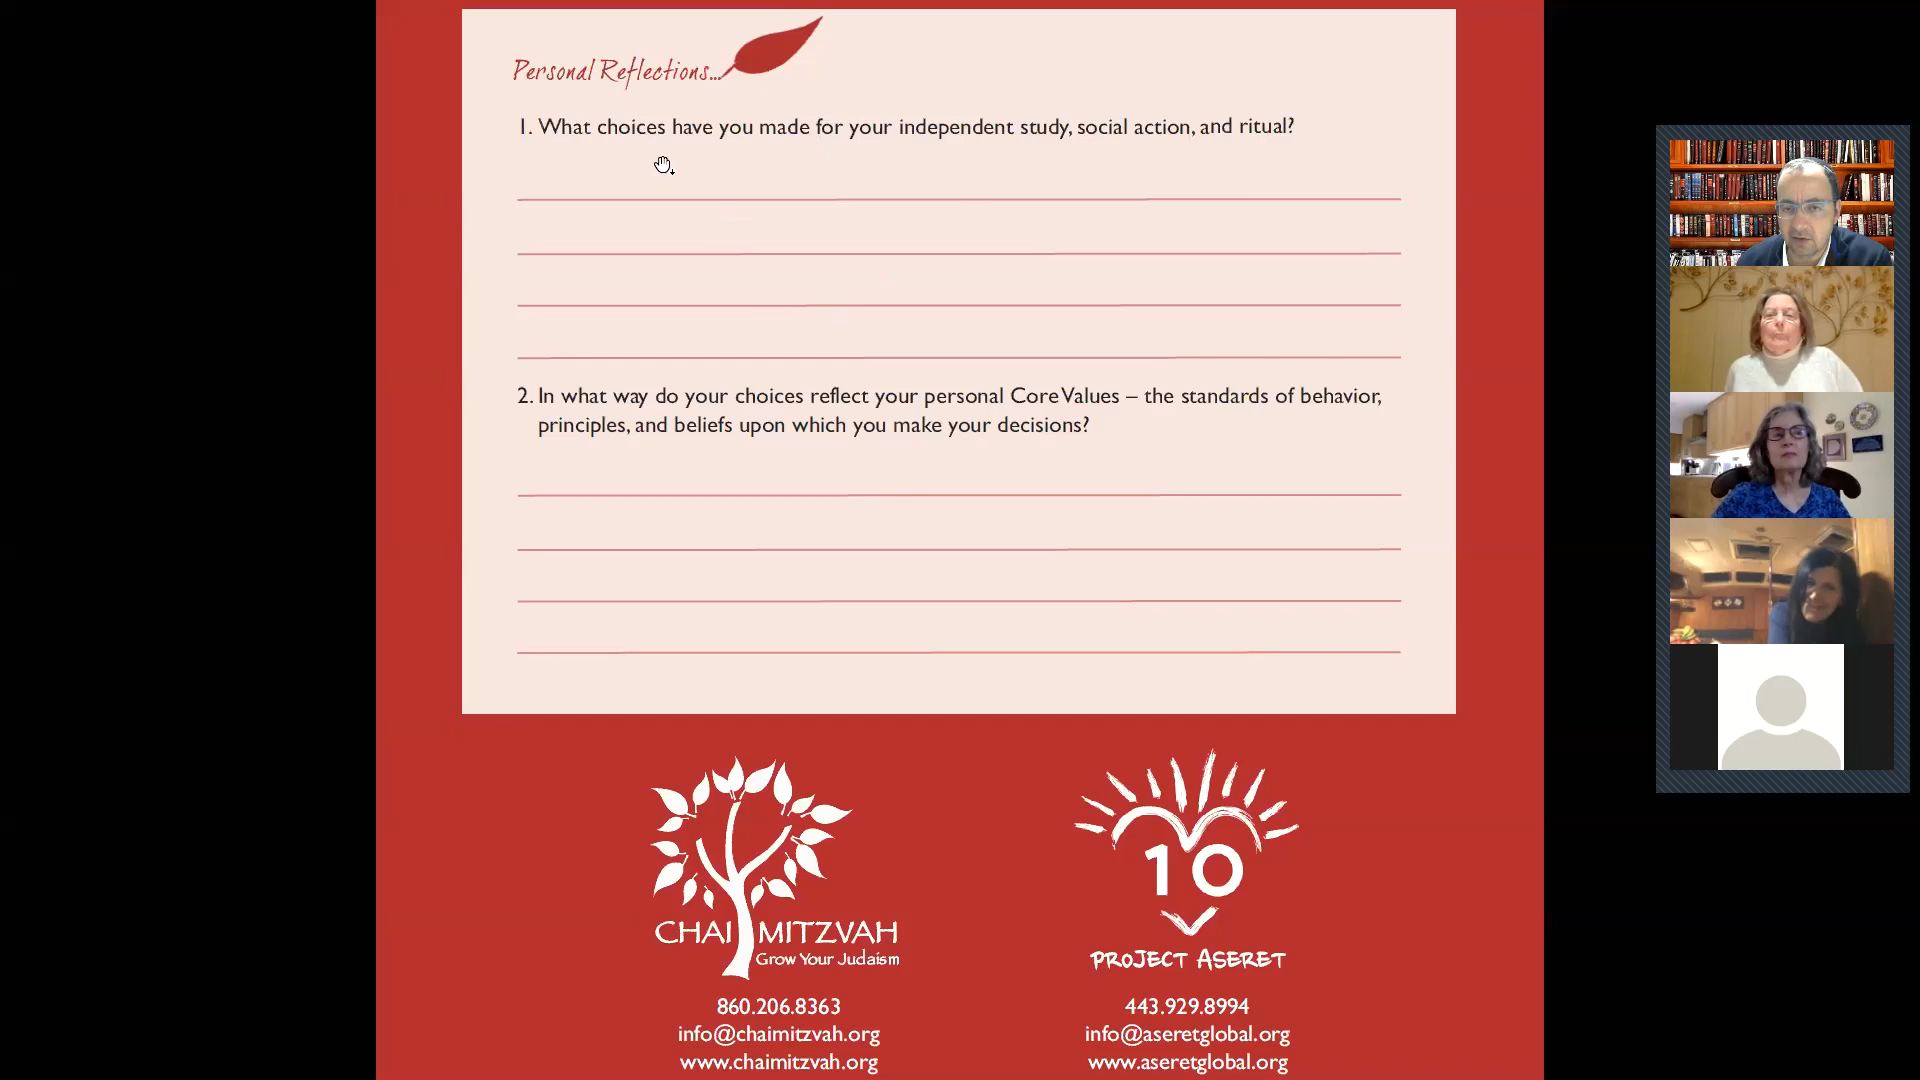 Personal Reflections...
1. What choices have you made for your independent study, social action, and ritual?
2. In what way do your choices reflect your personal Core Values – the standards of behavior,
principles, and beliefs upon which you make your decisions?
CHAI MITZVAH
Grow Your Judaism
860.206.8363
info@chaimitzvah.org
www.chaimitzvah.org
10
PROJECT ASERET
443.929.8994
info@aseretglobal.org
www.aseretglobal.org